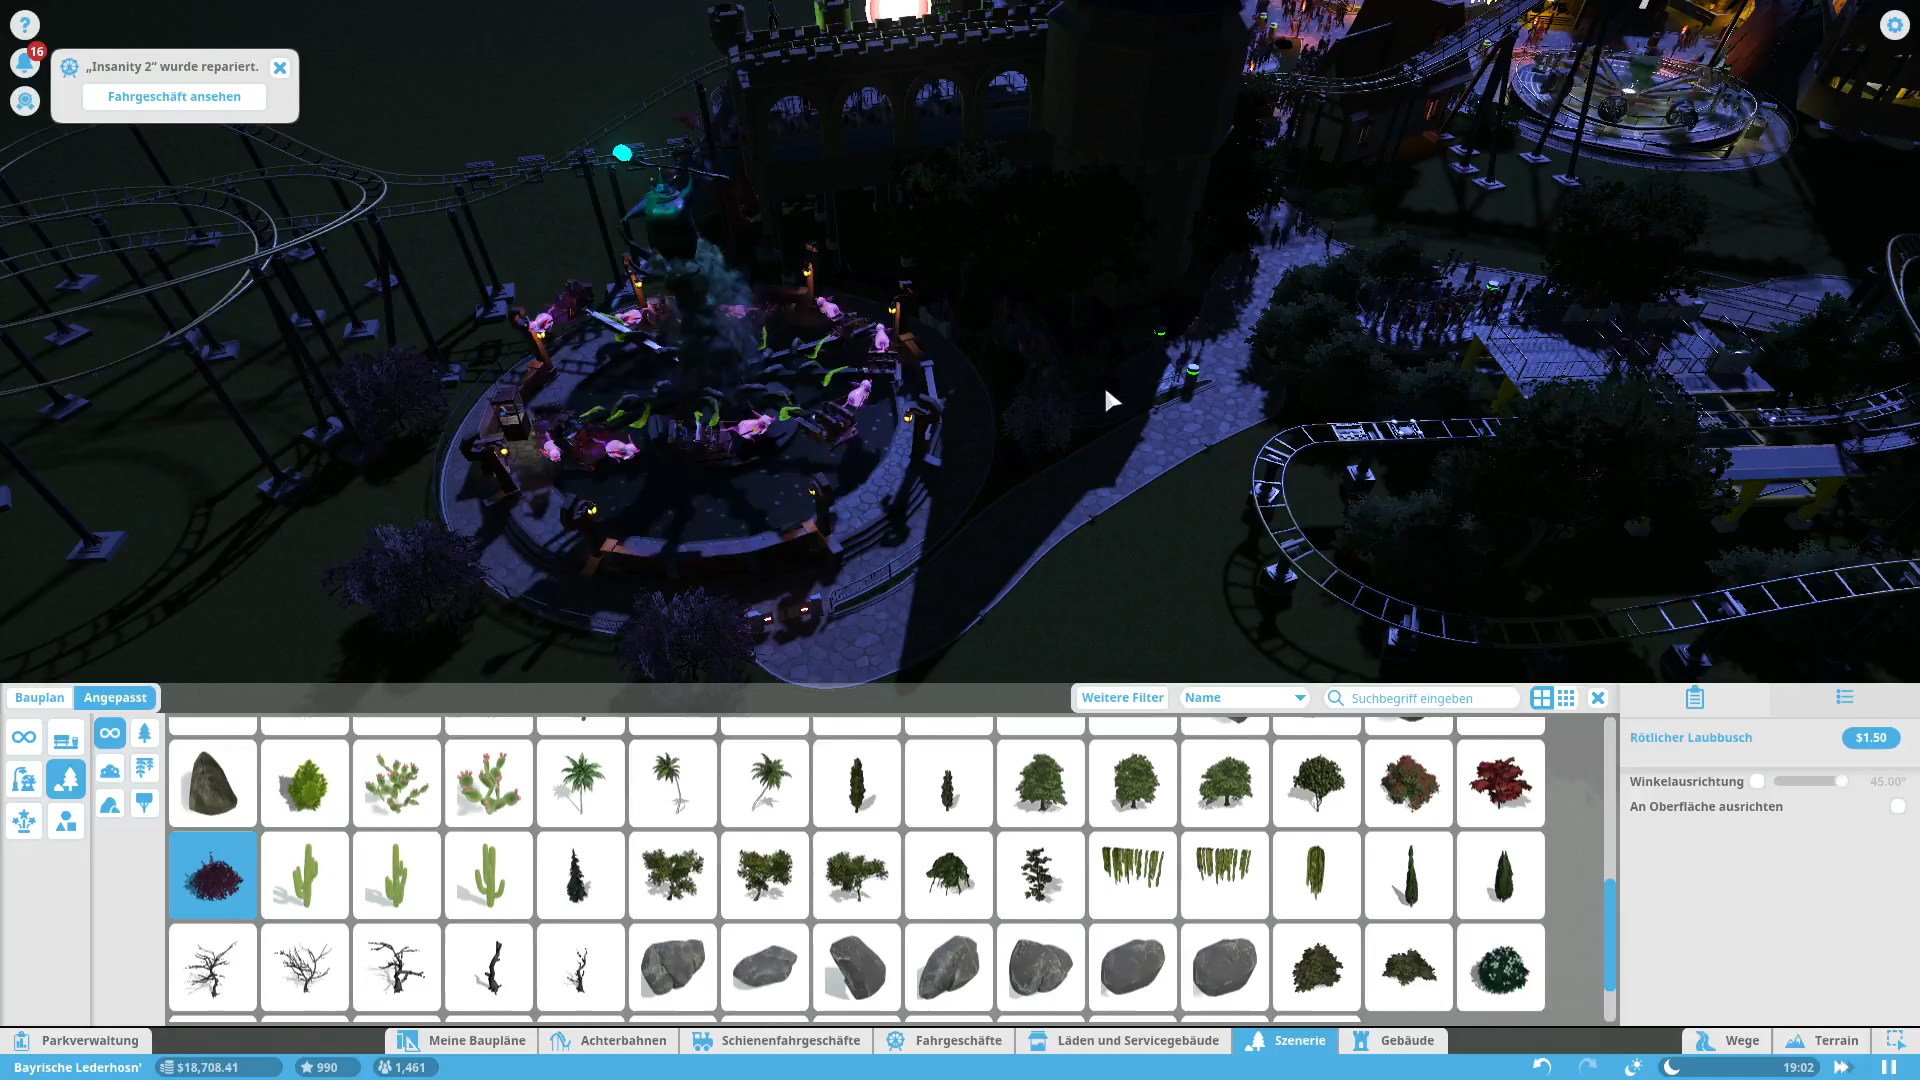 ?
16
„Insanity 2“ wurde repariert.
Fahrgeschäft ansehen
Bauplan
Angepasst
Weitere Filter
Name
Suchbegriff eingeben
Rötlicher Laubbusch
$1.50
Winkelausrichtung
45.00°
An Oberfläche ausrichten
Parkverwaltung
Meine Baupläne
Achterbahnen
Schienenfahrgeschäfte
Fahrgeschäfte
Läden und Servicegebäude
Szenerie
Gebäude
Wege
Terrain
Bayrische Lederhosn'
$18,708.41
990
1,461
19:02